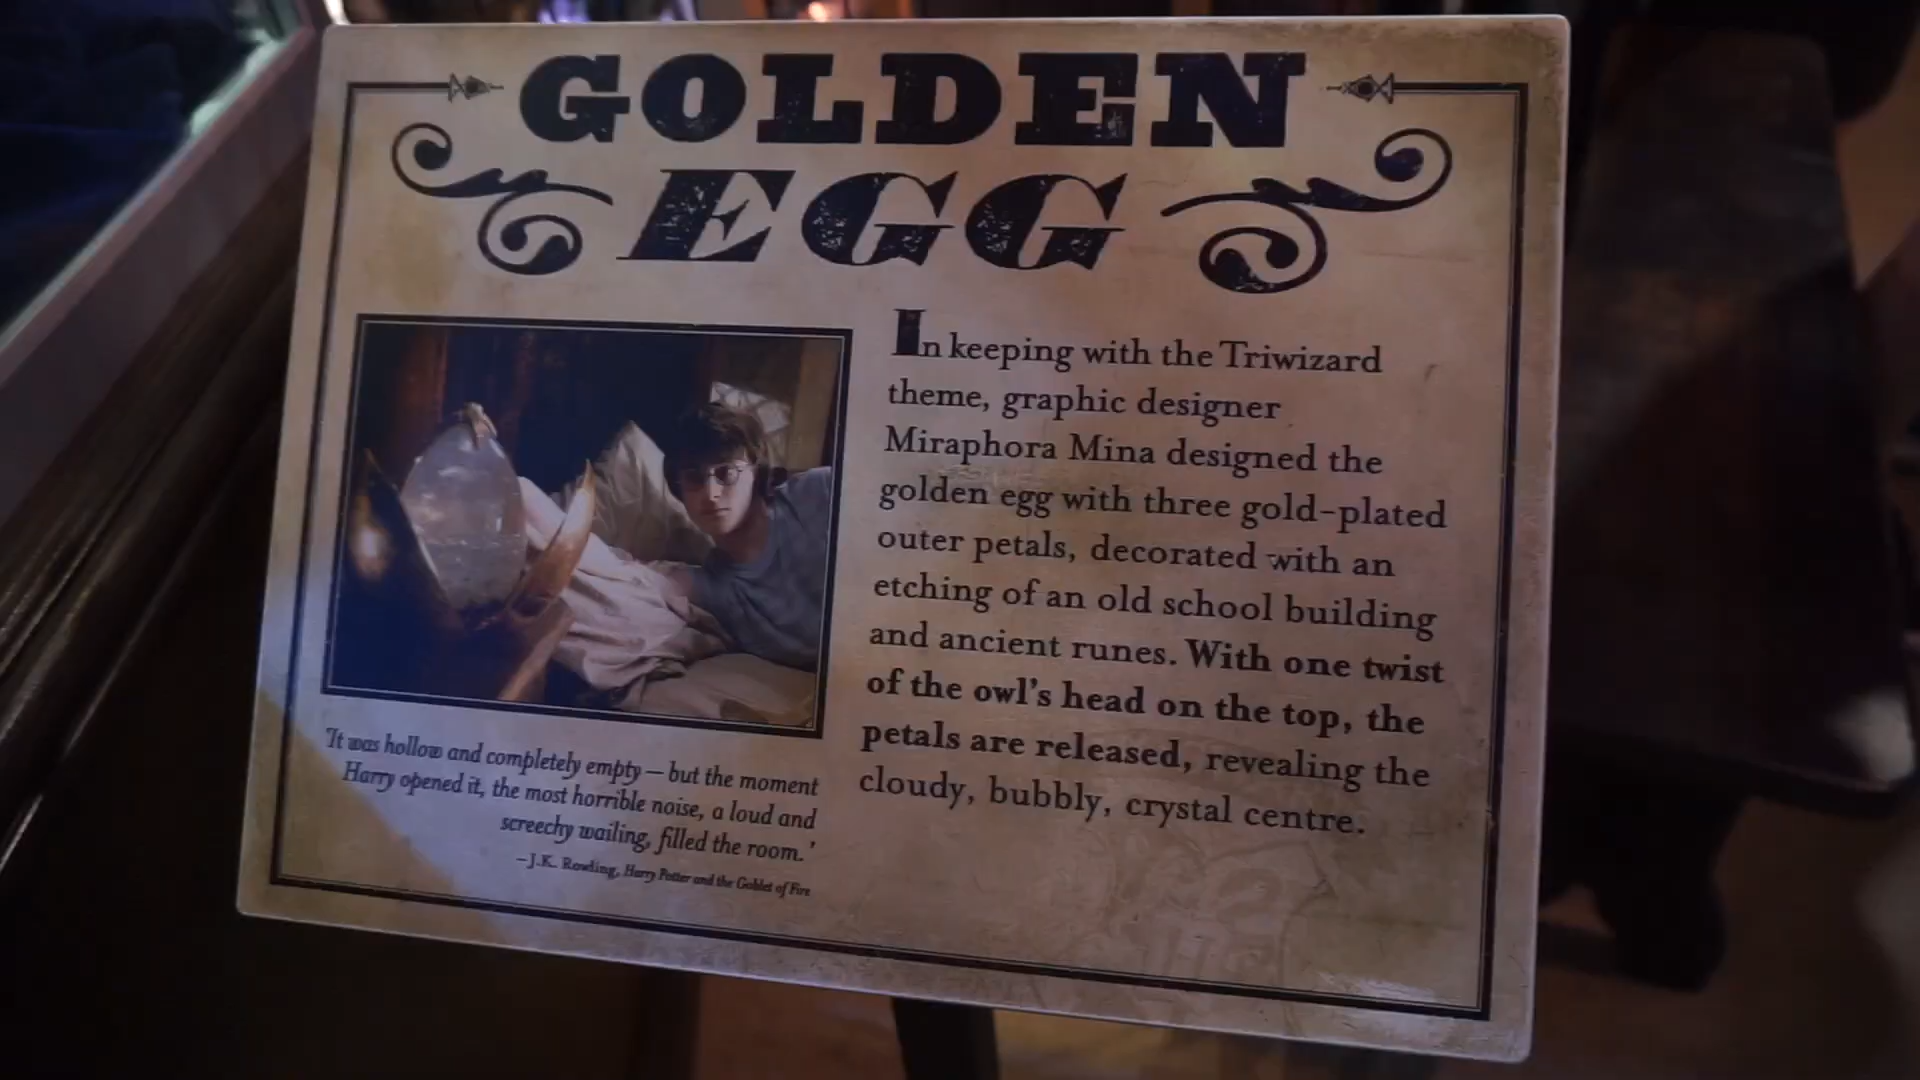 GOLDEN
EGG
In keeping with the Triwizard
theme, graphic designer
Miraphora Mina designed the
golden egg with three gold-plated
outer petals, decorated with an
etching of an old school building
and ancient runes. With one twist
of the owl's head on the top, the
petals are released, revealing the
cloudy, bubbly, crystal centre.
'It was hollow and completely empty – but the moment
Harry opened it, the most horrible noise, a loud and
screechy wailing, filled the room.'
–J.K. Rowling, Harry Potter and the Goblet of Fire